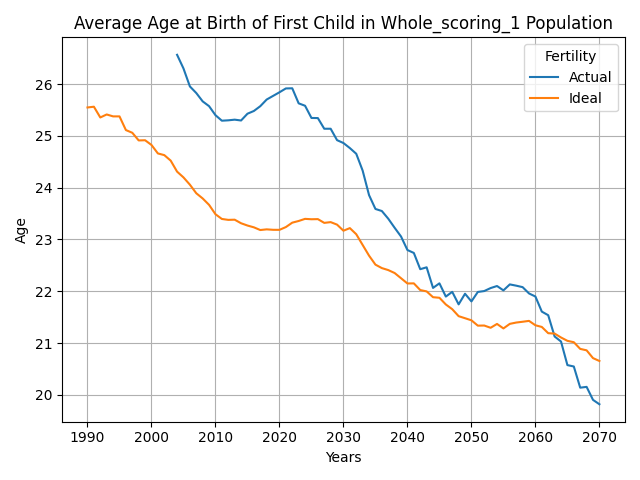 Average Age at Birth of First Child in Whole_scoring_1 Population
Fertility
Actual
Ideal
Age
26
25
24
23
22
21
20
1990 2000 2010 2020 2030 2040 2050 2060 2070
Years